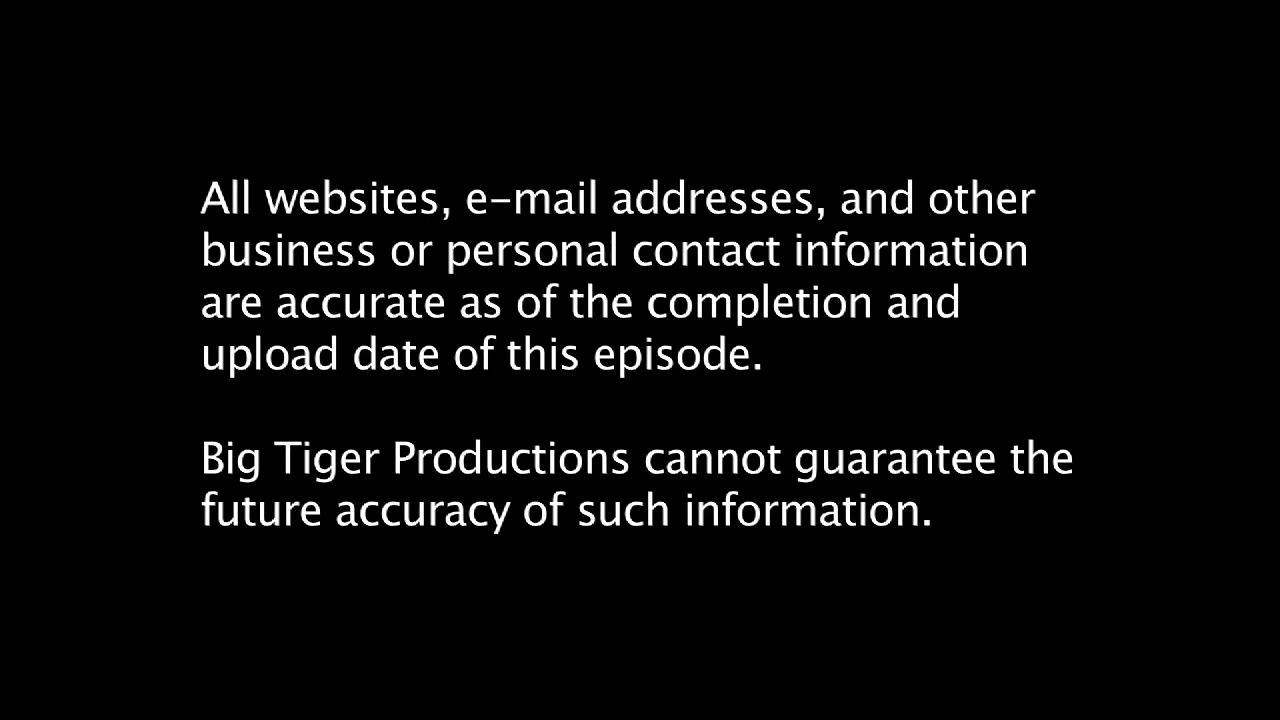 All websites, e-mail addresses, and other
business or personal contact information
are accurate as of the completion and
upload date of this episode.
Big Tiger Productions cannot guarantee the
future accuracy of such information.